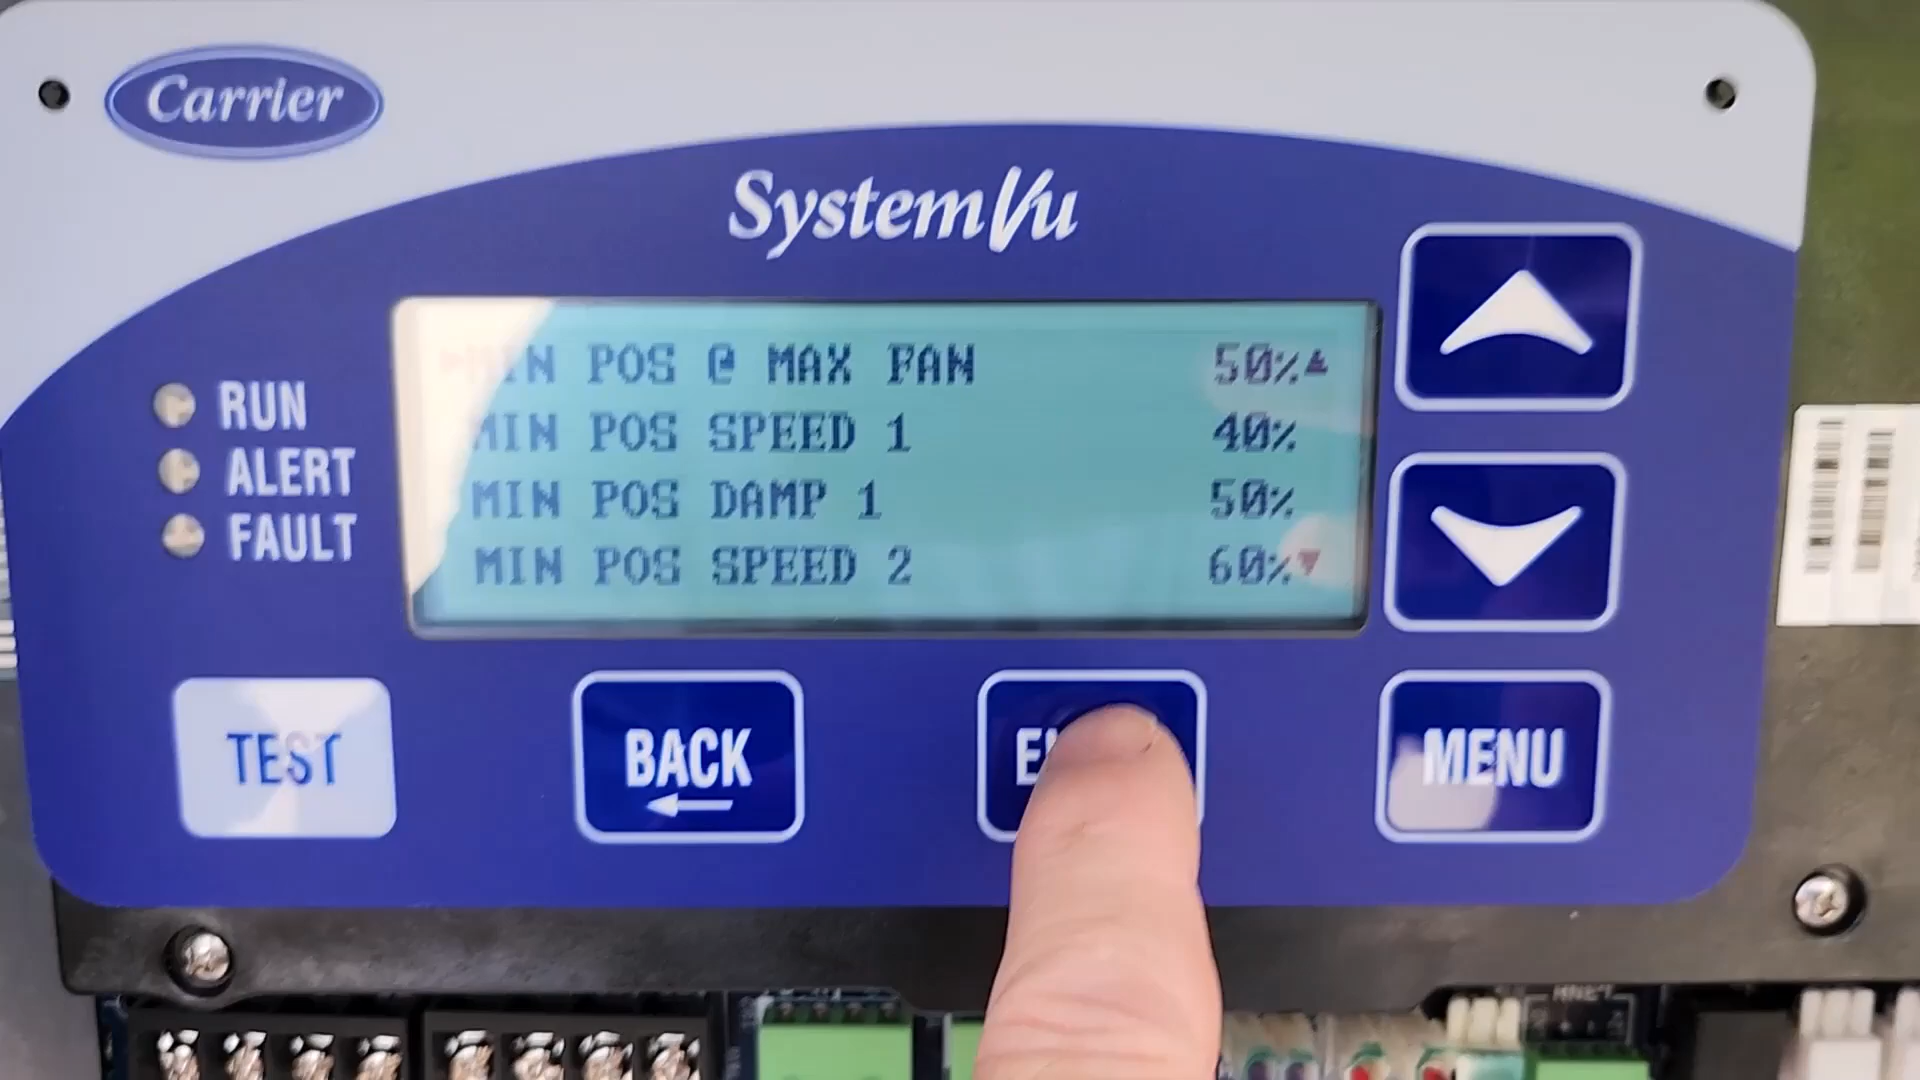 Carrier
SystemVu
MIN POS @ MAX FAN 50%
MIN POS SPEED 1 40%
MIN POS DAMP 1 50%
MIN POS SPEED 2 60%
RUN
ALERT
FAULT
TEST
BACK
MENU